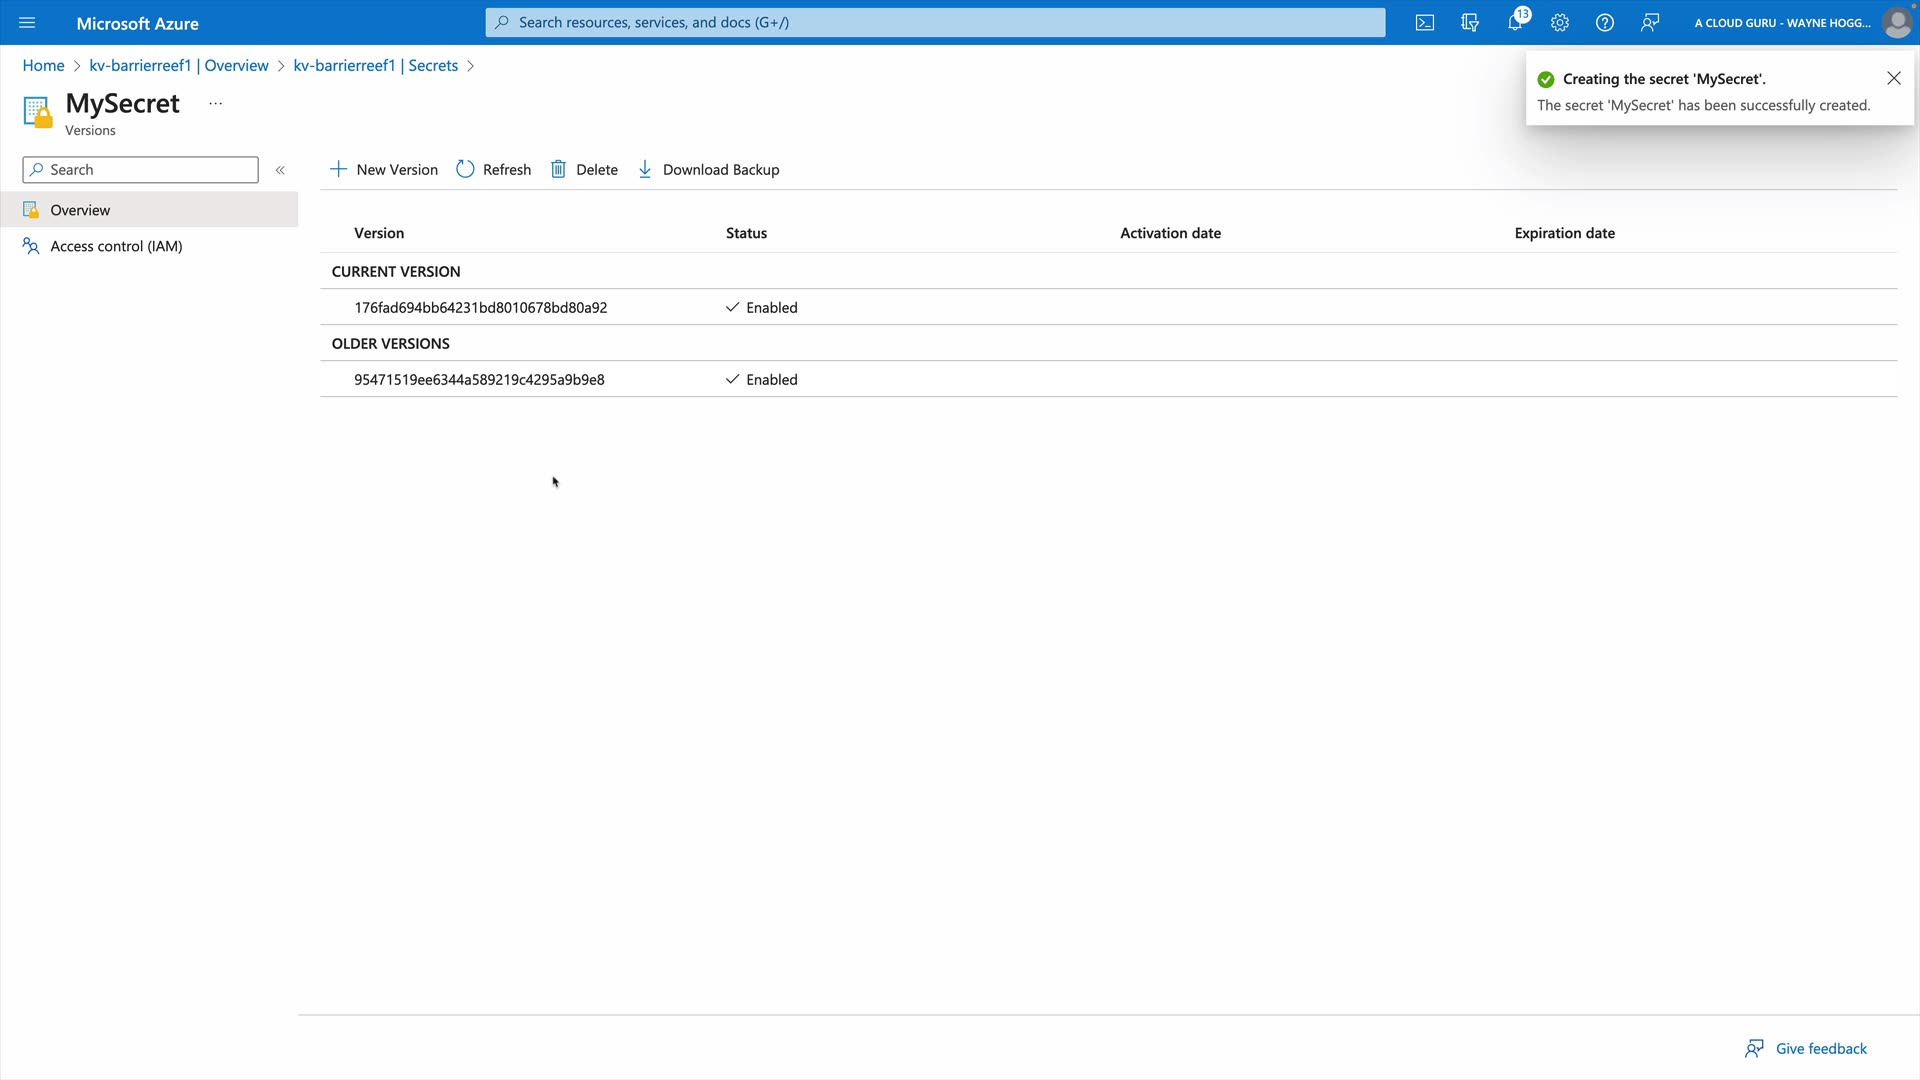 Microsoft Azure
Search resources, services, and docs (G+/)
13
A CLOUD GURU - WAYNE HOGG...
Home > kv-barrierreef1 | Overview > kv-barrierreef1 | Secrets >
Creating the secret 'MySecret'.
The secret 'MySecret' has been successfully created.
MySecret ...
Versions
Search «
New Version Refresh Delete Download Backup
Overview
Access control (IAM)
Version Status Activation date Expiration date
CURRENT VERSION
176fad694bb64231bd8010678bd80a92 Enabled
OLDER VERSIONS
95471519ee6344a589219c4295a9b9e8 Enabled
Give feedback